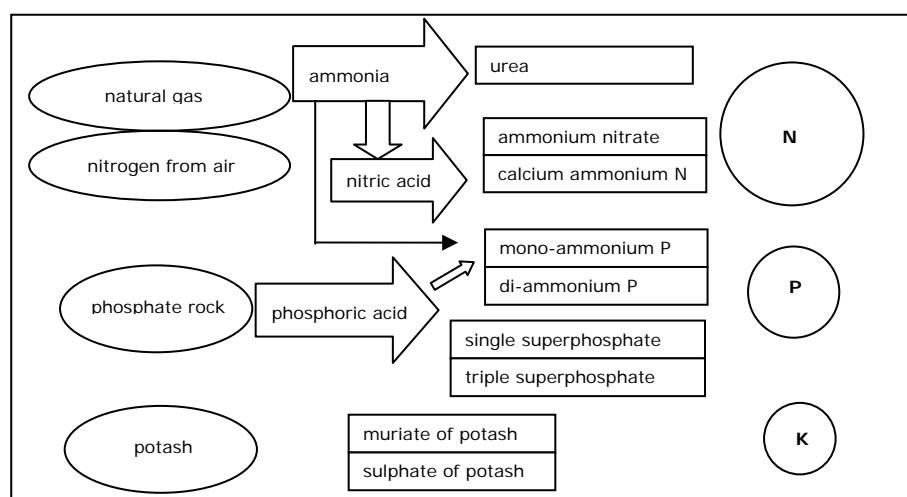 ammonia
urea
natural gas
ammonium nitrate
N
nitrogen from air
nitric acid
calcium ammonium N
mono-ammonium P
di-ammonium P
P
phosphate rock
phosphoric acid
single superphosphate
triple superphosphate
potash
muriate of potash
sulphate of potash
K